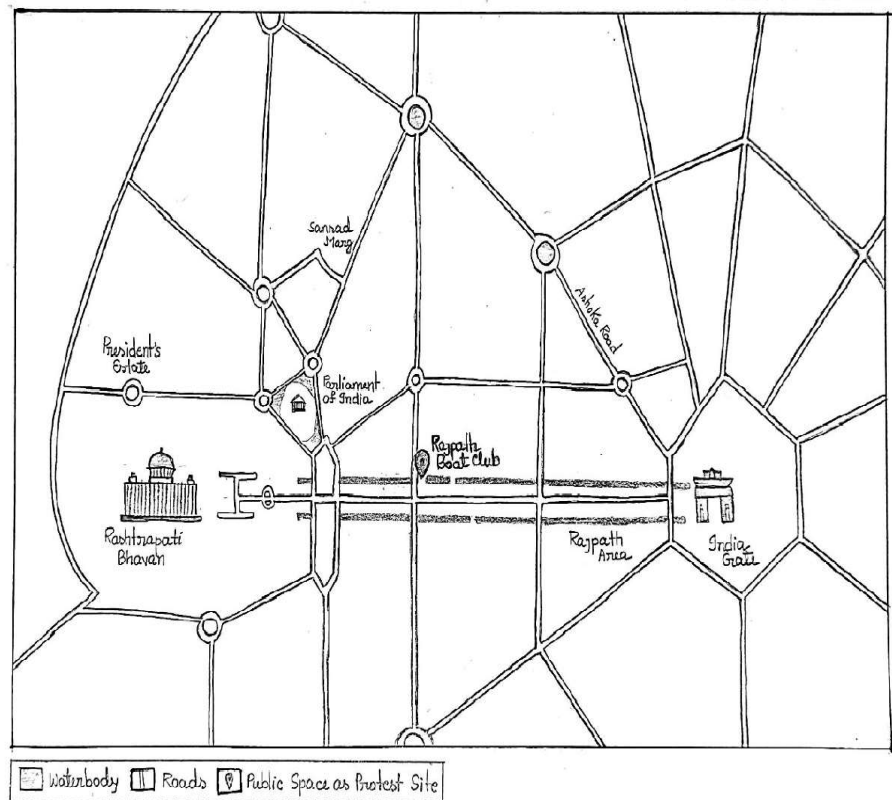 Sansad
Marg
Ashoka Road
President's
Estate
Parliament
of India
Rajpath
Boat Club
Rashtrapati
Bhavan
Rajpath
Area
India
Gate
Waterbody
Roads
Public Space as Protest Site